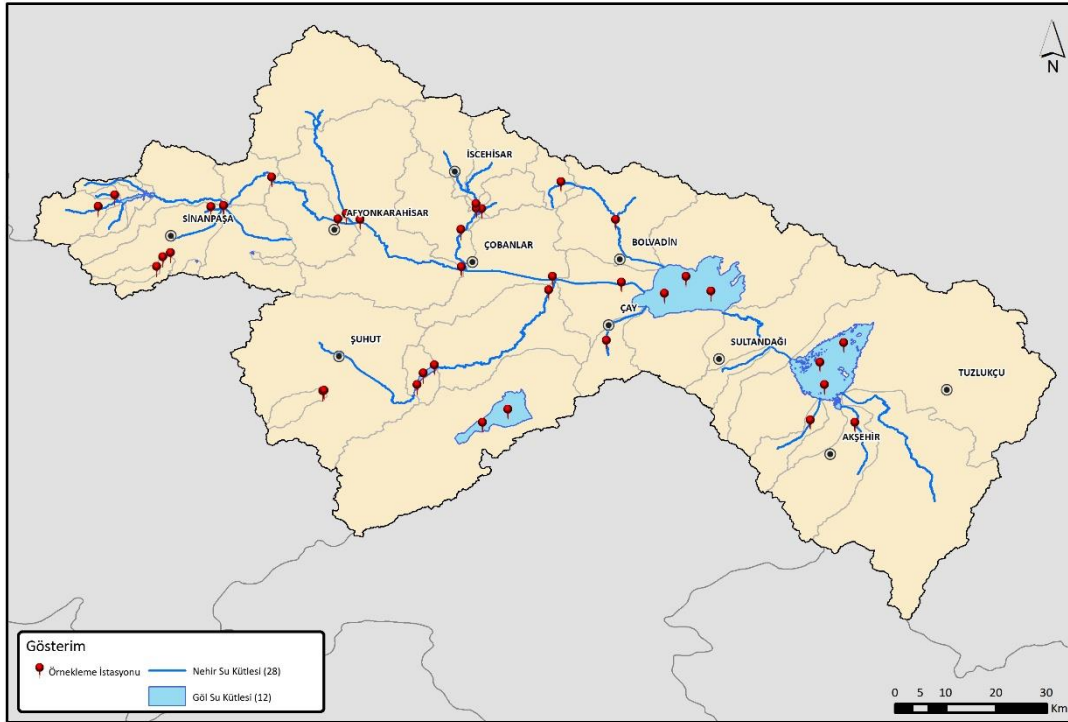 N
İSCEHİSAR
AFYONKARAHİSAR
SİNANPAŞA
ÇOBANLAR
BOLVADİN
ÇAY
ŞUHUT
SULTANDAĞI
TUZLUKÇU
AKŞEHİR
Gösterim
Örnekleme İstasyonu
Nehir Su Kütlesi (28)
Göl Su Kütlesi (12)
0 5 10 20 30
Km